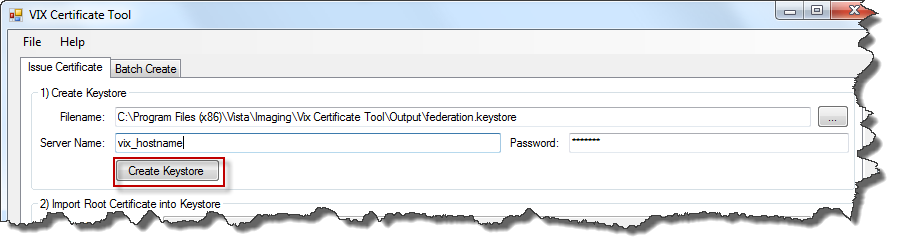 VIX Certificate Tool
File Help
Issue Certificate Batch Create
1) Create Keystore
Filename: C:\Program Files (x86)\Vista\Imaging\Vix Certificate Tool\Output\federation.keystore ...
Server Name: vix_hostname Password: *******
Create Keystore
2) Import Root Certificate into Keystore